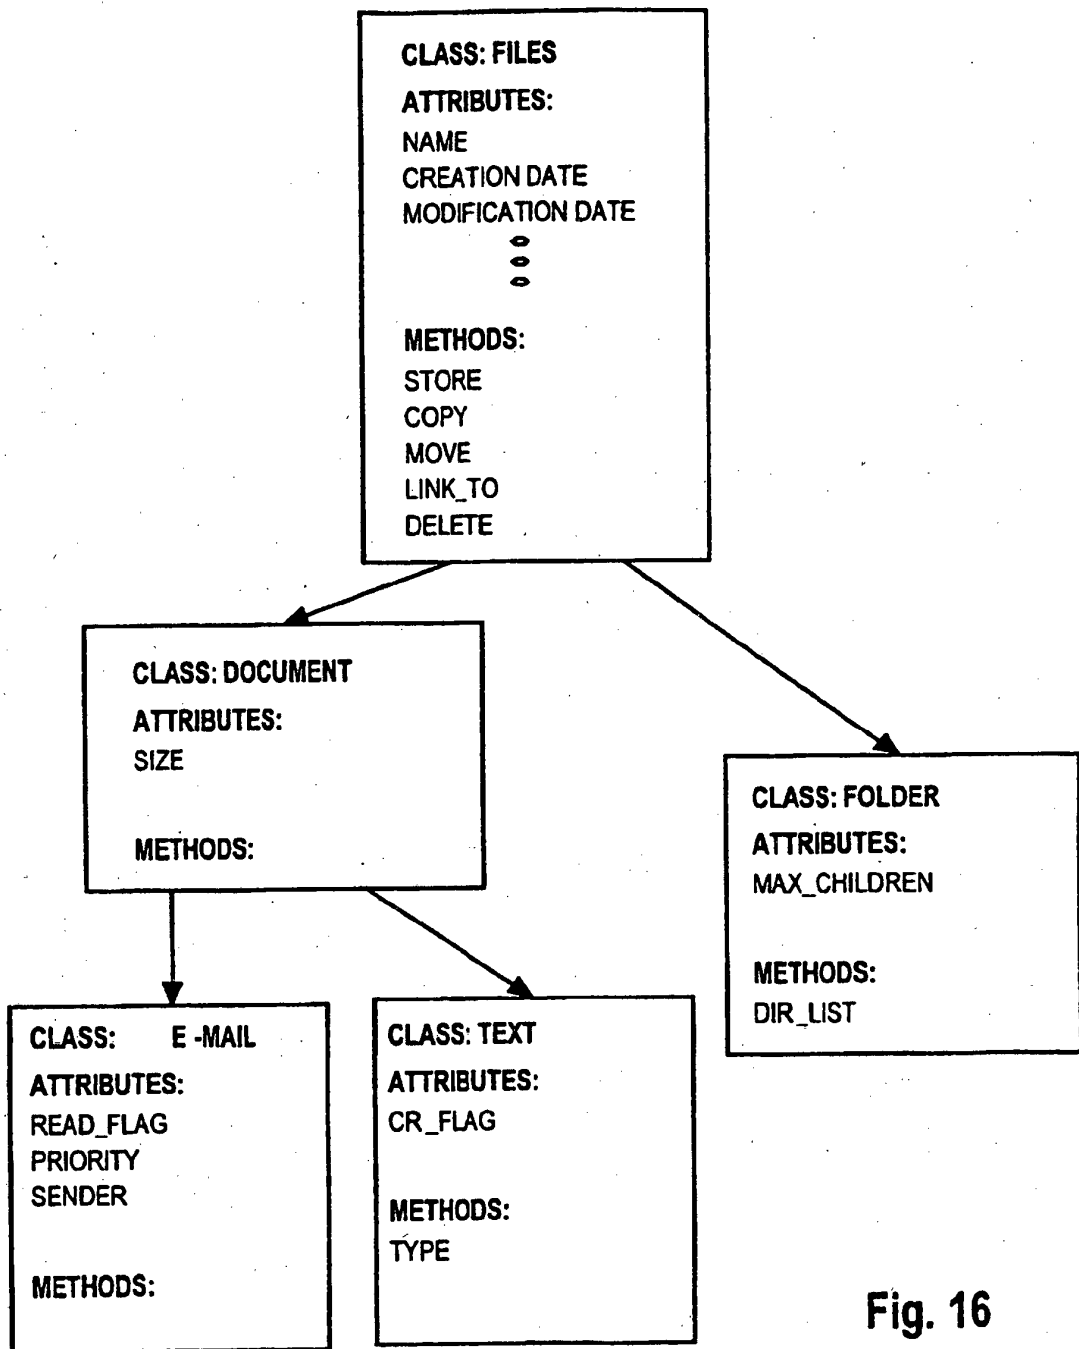 CLASS: FILES
ATTRIBUTES:
NAME
CREATION DATE
MODIFICATION DATE
METHODS:
STORE
COPY
MOVE
LINK_TO
DELETE
CLASS: DOCUMENT
ATTRIBUTES:
SIZE
METHODS:
CLASS: FOLDER
ATTRIBUTES:
MAX_CHILDREN
METHODS:
DIR_LIST
CLASS: E -MAIL
ATTRIBUTES:
READ_FLAG
PRIORITY
SENDER
METHODS:
CLASS: TEXT
ATTRIBUTES:
CR_FLAG
METHODS:
TYPE
Fig. 16